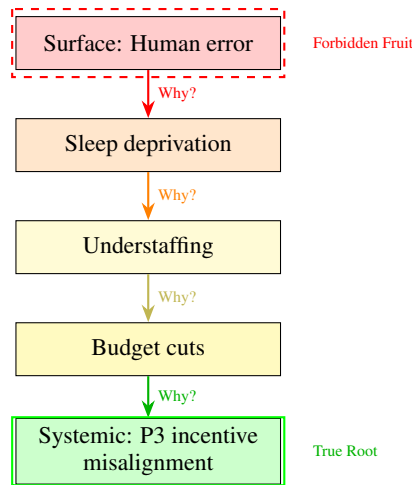 Surface: Human error
Forbidden Fruit
Why?
Sleep deprivation
Why?
Understaffing
Why?
Budget cuts
Why?
Systemic: P3 incentive
misalignment
True Root